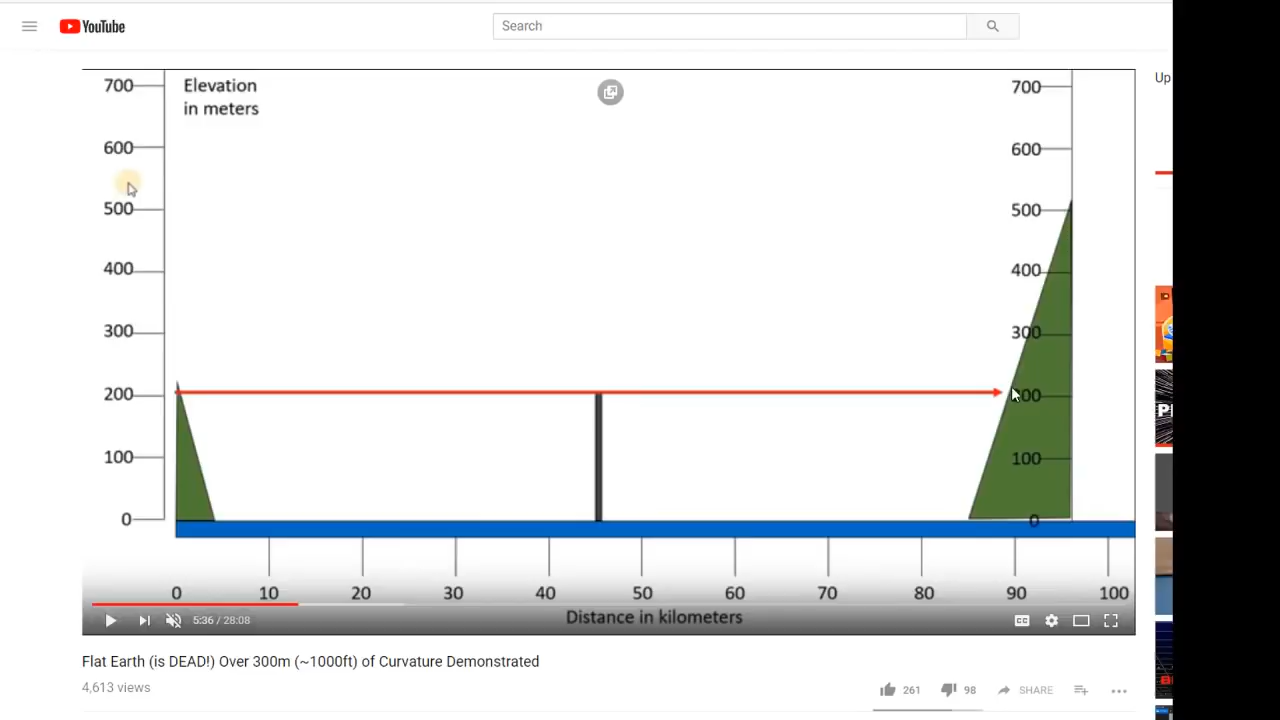 YouTube
Search
Up
Elevation
in meters
700
600
500
400
300
200
100
0
700
600
500
400
300
00
100
0
0 10 20 30 40 50 60 70 80 90 100
Distance in kilometers
5:36 / 28:08
CC
Flat Earth (is DEAD!) Over 300m (~1000ft) of Curvature Demonstrated
4,613 views
261 98 SHARE